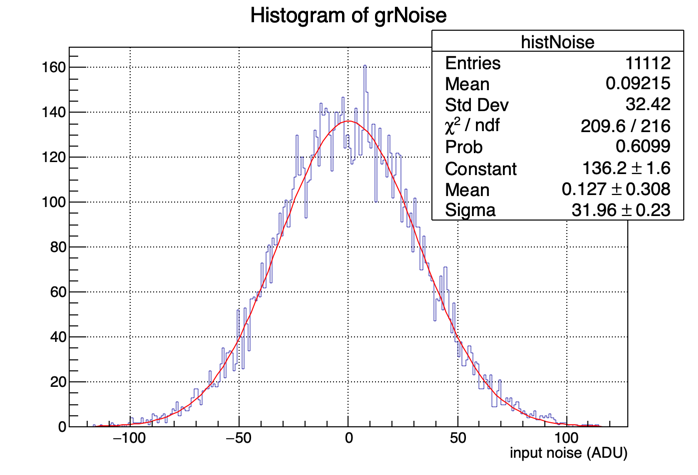 Histogram of grNoise
histNoise
Entries 11112
Mean 0.09215
Std Dev 32.42
χ² / ndf 209.6 / 216
Prob 0.6099
Constant 136.2 ± 1.6
Mean 0.127 ± 0.308
Sigma 31.96 ± 0.23
160
140
120
100
80
60
40
20
0
−100 −50 0 50 100
input noise (ADU)